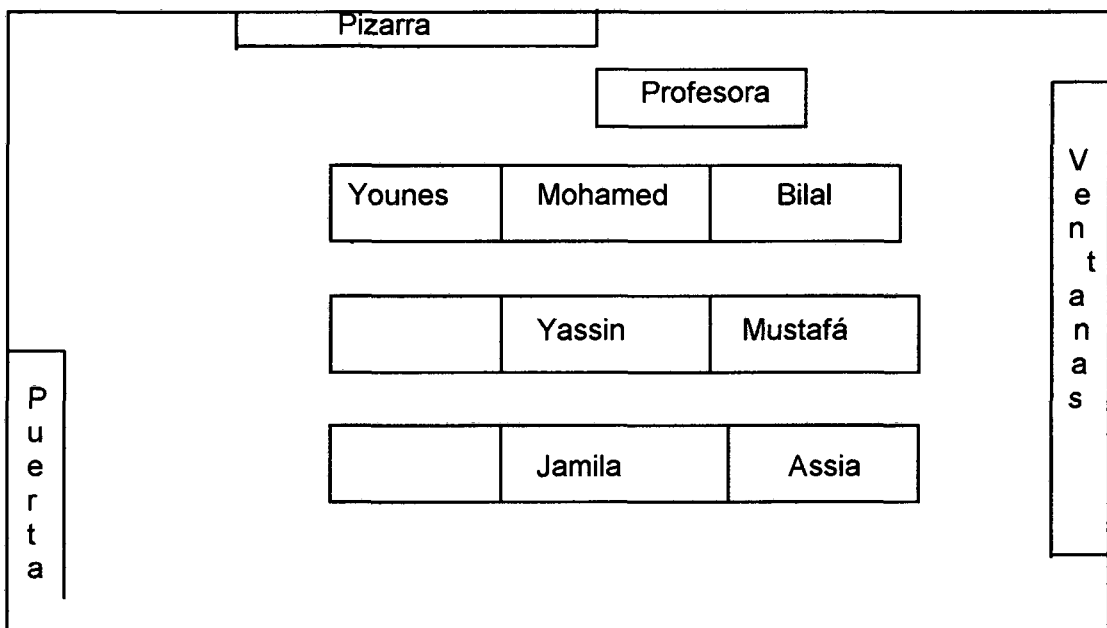 Pizarra
Profesora
Younes Mohamed Bilal
Yassin Mustafá
Jamila Assia
Puerta
Ventanas